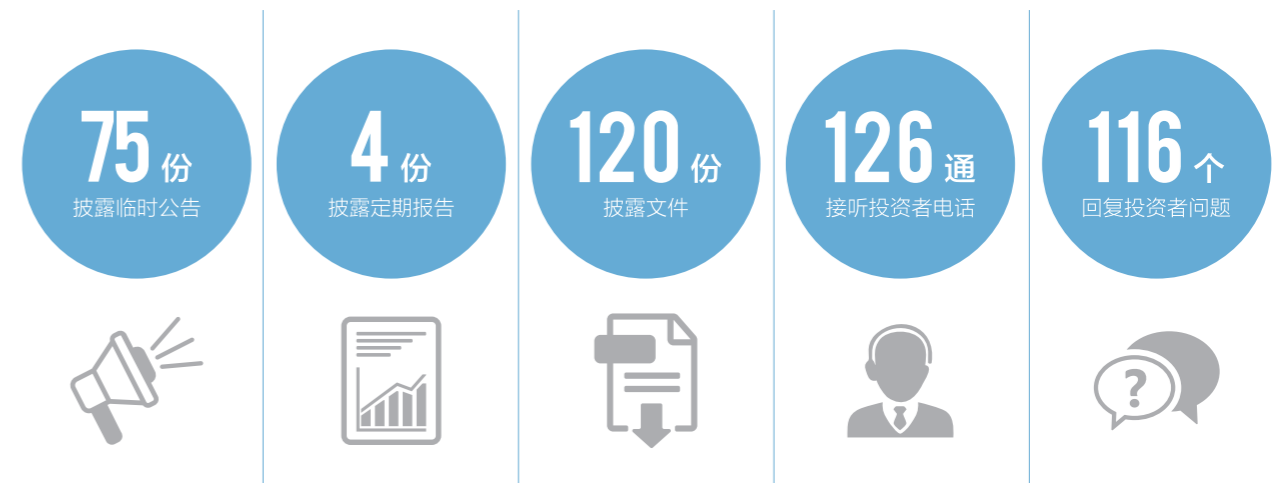 75 份
披露临时公告
4 份
披露定期报告
120 份
披露文件
126 通
接听投资者电话
116 个
回复投资者问题
?